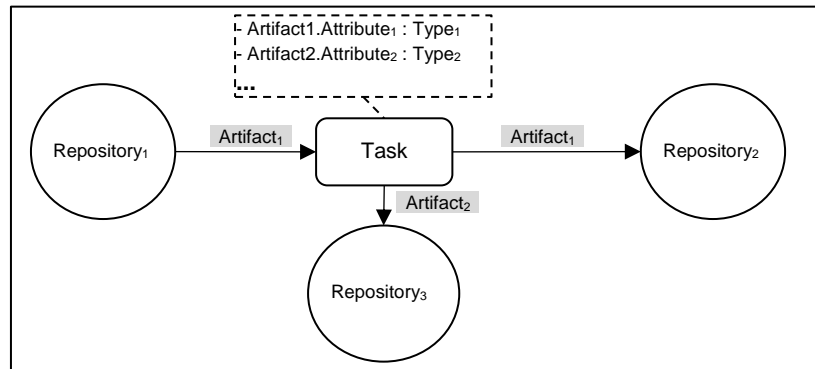 - Artifact1.Attribute₁ : Type₁
- Artifact2.Attribute₂ : Type₂
...
Repository₁
Artifact₁
Task
Artifact₁
Repository₂
Artifact₂
Repository₃